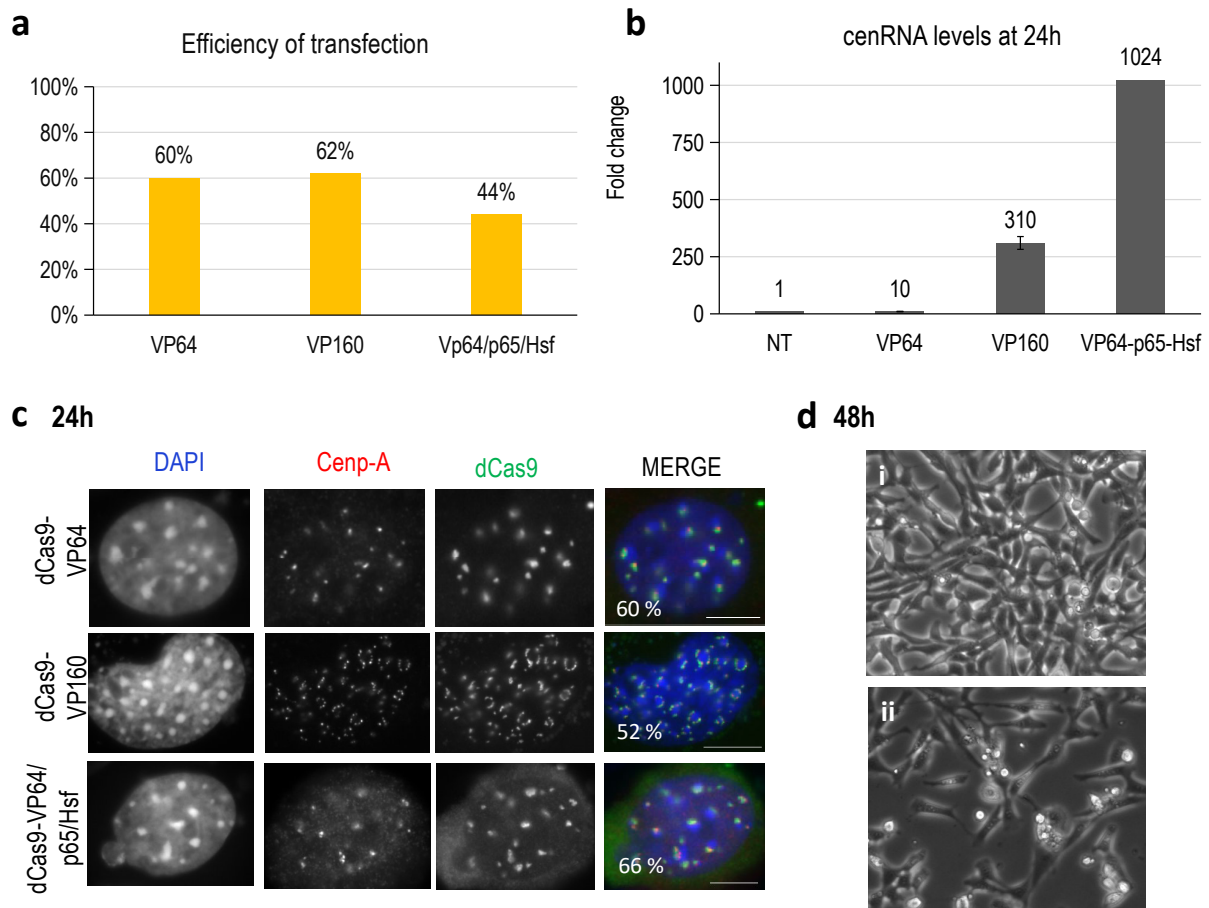 a
Efficiency of transfection
100%
80%
60%
40%
20%
0%
60%
62%
44%
VP64
VP160
Vp64/p65/Hsf
b
cenRNA levels at 24h
Fold change
1000
750
500
250
0
1
10
310
1024
NT
VP64
VP160
VP64-p65-Hsf
c 24h
DAPI
Cenp-A
dCas9
MERGE
dCas9-
VP64
60 %
dCas9-
VP160
52 %
dCas9-VP64/
p65/Hsf
66 %
d 48h
i
ii